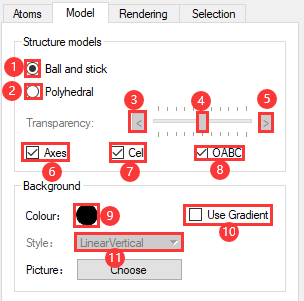 Atoms Model Rendering Selection
Structure models
1 Ball and stick
2 Polyhedral
3 4 5
Transparency: < >
Axes Cel OABC
6 7 8
Background
Colour: 9 Use Gradient
10
Style: LinearVertical
11
Picture: Choose